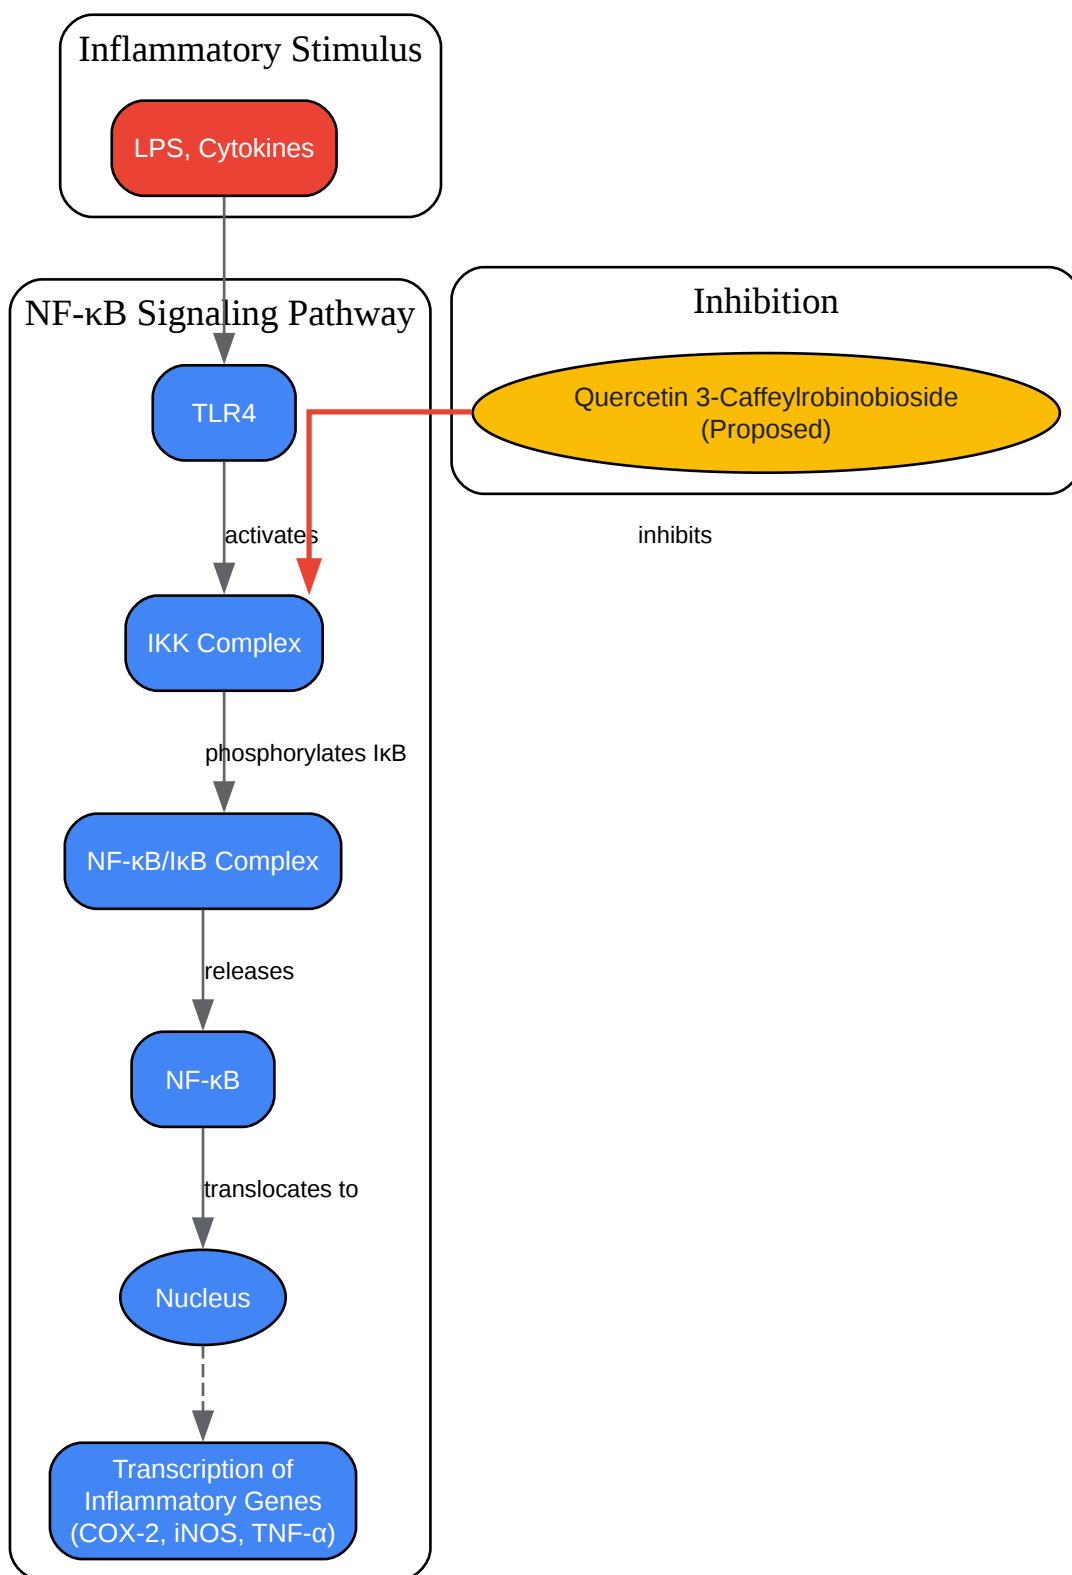 Inflammatory Stimulus
LPS, Cytokines
NF-κB Signaling Pathway
Inhibition
TLR4
Quercetin 3-Caffeylrobinobioside
(Proposed)
activates
inhibits
IKK Complex
phosphorylates IκB
NF-κB/IκB Complex
releases
NF-κB
translocates to
Nucleus
Transcription of
Inflammatory Genes
(COX-2, iNOS, TNF-α)